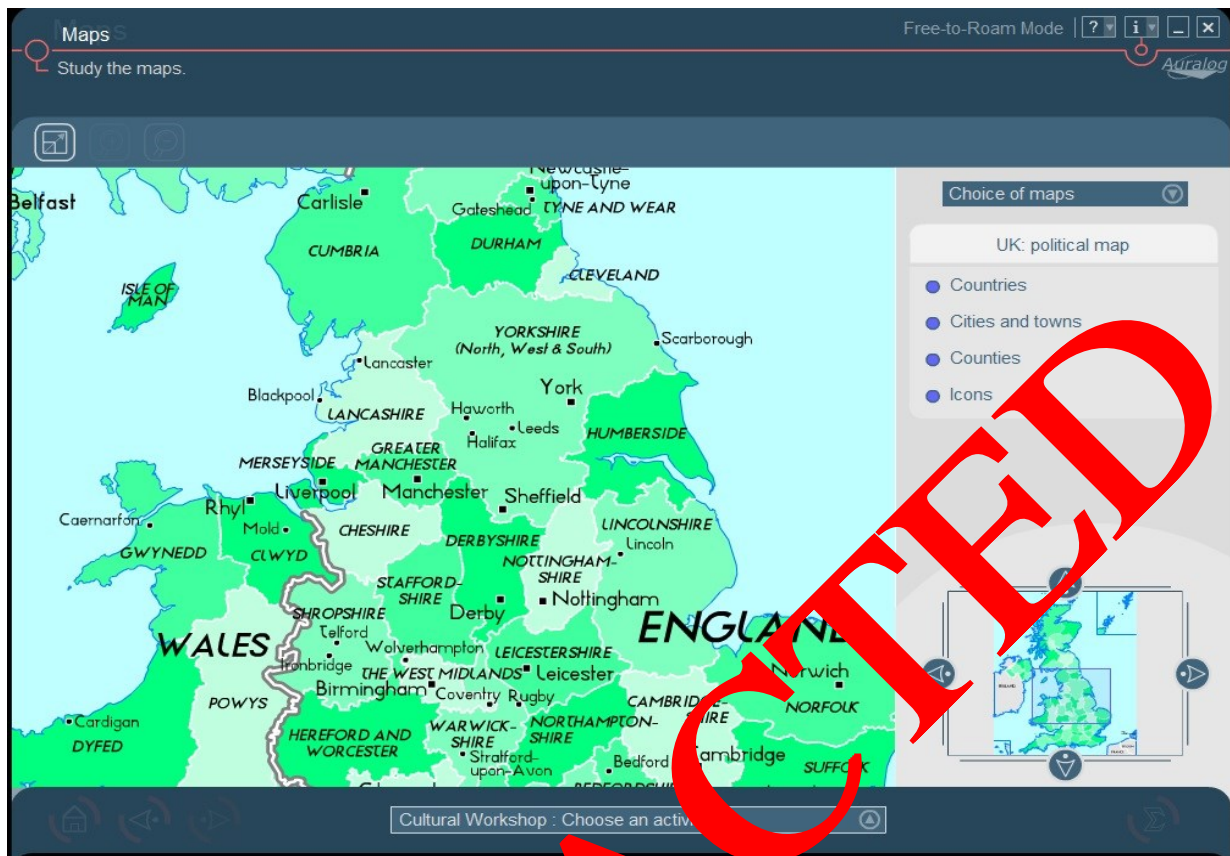 Maps
Free-to-Roam Mode
?
i
Study the maps.
Auralog
Choice of maps
UK: political map
Countries
Cities and towns
Counties
Icons
Belfast
Carlisle
Newcastle-
upon-Tyne
Gateshead
TYNE AND WEAR
CUMBRIA
DURHAM
CLEVELAND
ISLE OF
MAN
YORKSHIRE
(North, West & South)
Scarborough
Lancaster
Blackpool
York
LANCASHIRE
Haworth
Leeds
Halifax
HUMBERSIDE
GREATER
MANCHESTER
MERSEYSIDE
Liverpool
Manchester
Sheffield
Rhyl
Caernarfon
Mold
CHESHIRE
LINCOLNSHIRE
Lincoln
GWYNEDD
CLWYD
DERBYSHIRE
NOTTINGHAM-
SHIRE
STAFFORD-
SHIRE
Derby
Nottingham
SHROPSHIRE
Telford
WALES
ENGLAND
Wolverhampton
LEICESTERSHIRE
Ironbridge
THE WEST MIDLANDS
Leicester
Norwich
Birmingham
Coventry
Rugby
POWYS
CAMBRIDGE-
SHIRE
NORFOLK
Cardigan
DYFED
HEREFORD AND
WORCESTER
WARWICK-
SHIRE
NORTHAMPTON-
SHIRE
Stratford-
upon-Avon
Bedford
Cambridge
SUFFOLK
BEDFORDSHIRE
Cultural Workshop : Choose an activ
Σ
ACTED